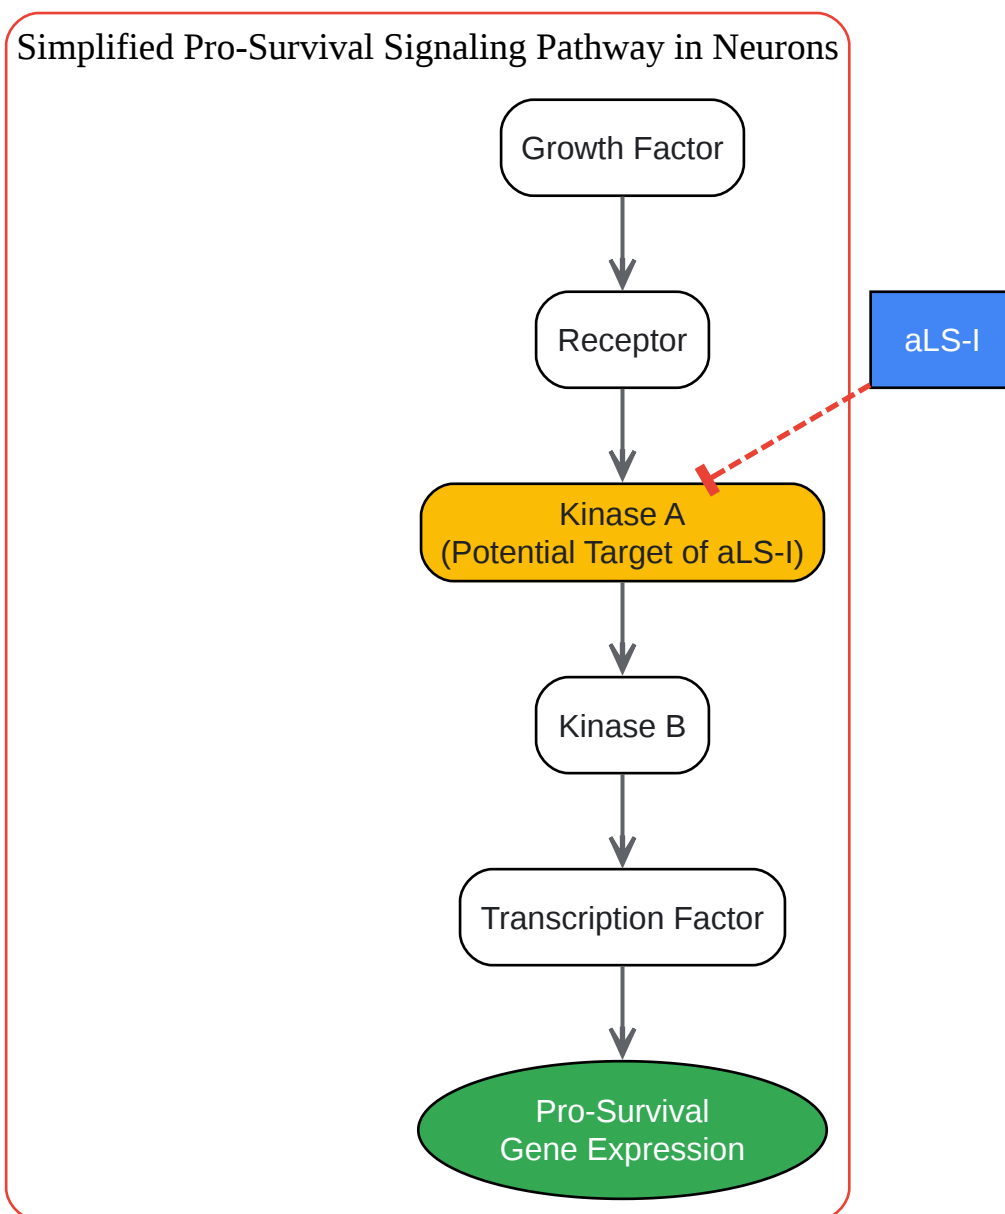 Simplified Pro-Survival Signaling Pathway in Neurons
Growth Factor
Receptor
aLS-I
Kinase A
(Potential Target of aLS-I)
Kinase B
Transcription Factor
Pro-Survival
Gene Expression